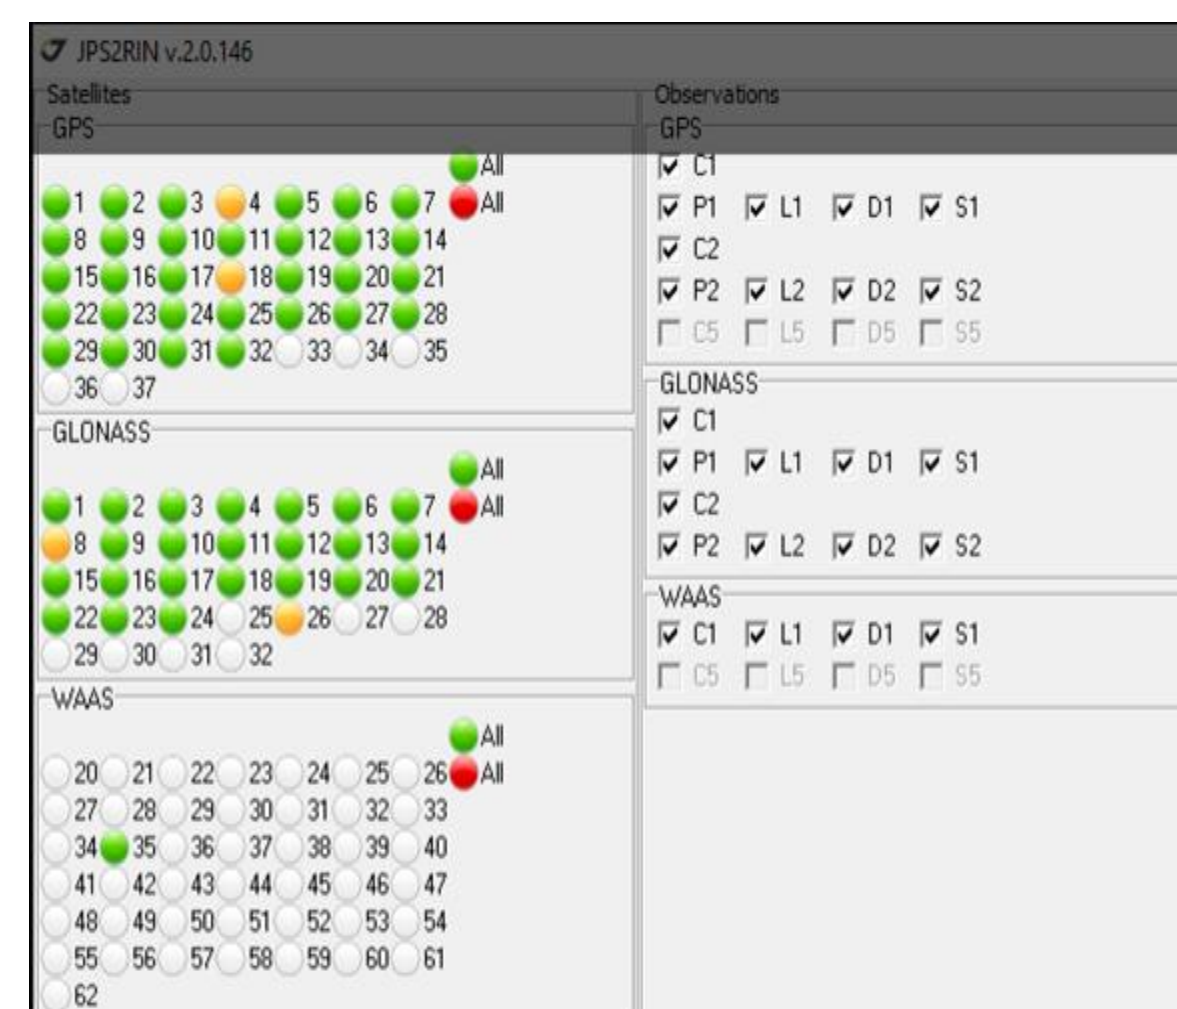 JPS2RIN v.2.0.146
Satellites
GPS
All
1 2 3 4 5 6 7 All
8 9 10 11 12 13 14
15 16 17 18 19 20 21
22 23 24 25 26 27 28
29 30 31 32 33 34 35
36 37
GLONASS
All
1 2 3 4 5 6 7 All
8 9 10 11 12 13 14
15 16 17 18 19 20 21
22 23 24 25 26 27 28
29 30 31 32
WAAS
All
20 21 22 23 24 25 26 All
27 28 29 30 31 32 33
34 35 36 37 38 39 40
41 42 43 44 45 46 47
48 49 50 51 52 53 54
55 56 57 58 59 60 61
62
Observations
GPS
C1
P1 L1 D1 S1
C2
P2 L2 D2 S2
C5 L5 D5 S5
GLONASS
C1
P1 L1 D1 S1
C2
P2 L2 D2 S2
WAAS
C1 L1 D1 S1
C5 L5 D5 S5